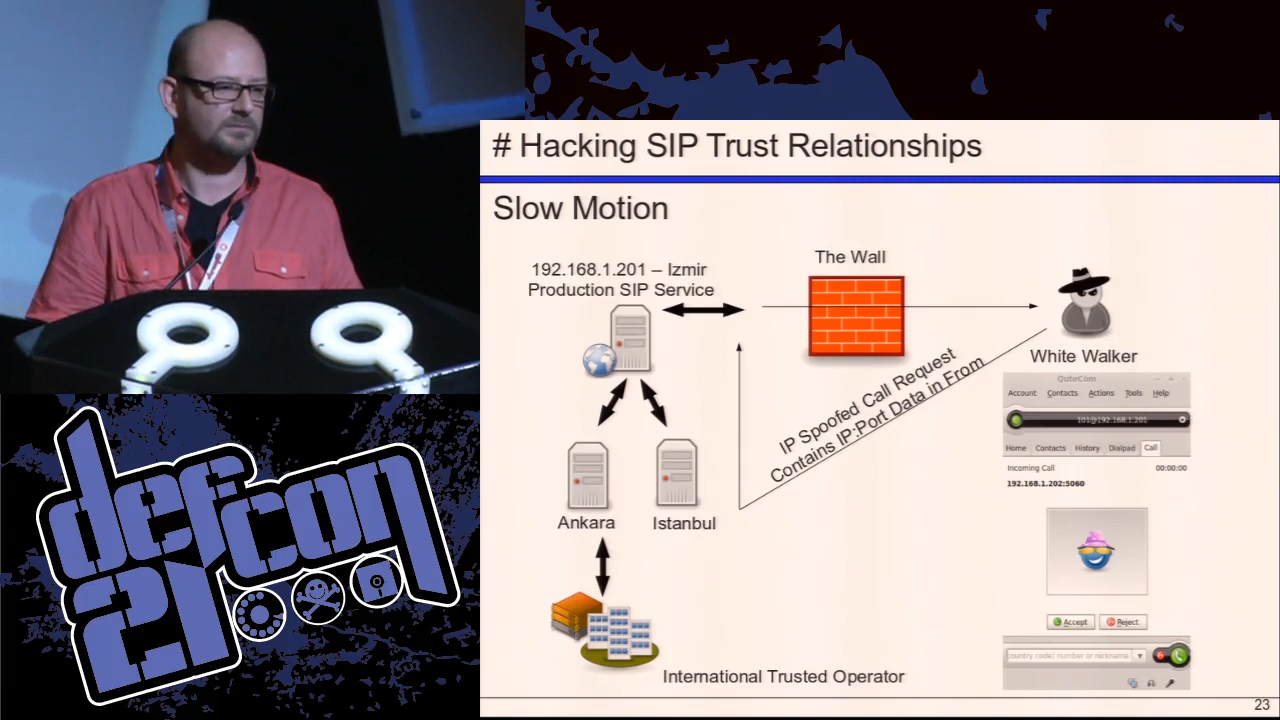 # Hacking SIP Trust Relationships
Slow Motion
192.168.1.201 – Izmir
Production SIP Service
The Wall
White Walker
IP Spoofed Call Request
Contains IP:Port Data in From
QuteCom
Account Contacts Actions Tools Help
101@192.168.1.201
Home Contacts History Dialpad Call
Incoming Call 00:00:00
192.168.1.202:5060
Accept Reject
country code) number or nickname
Ankara
Istanbul
International Trusted Operator
23
defcon
21